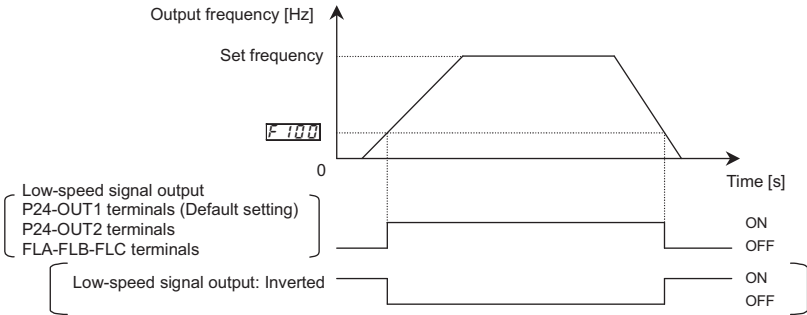 Output frequency [Hz]
Set frequency
F 100
0
Time [s]
Low-speed signal output
P24-OUT1 terminals (Default setting)
P24-OUT2 terminals
FLA-FLB-FLC terminals
ON
OFF
Low-speed signal output: Inverted
ON
OFF